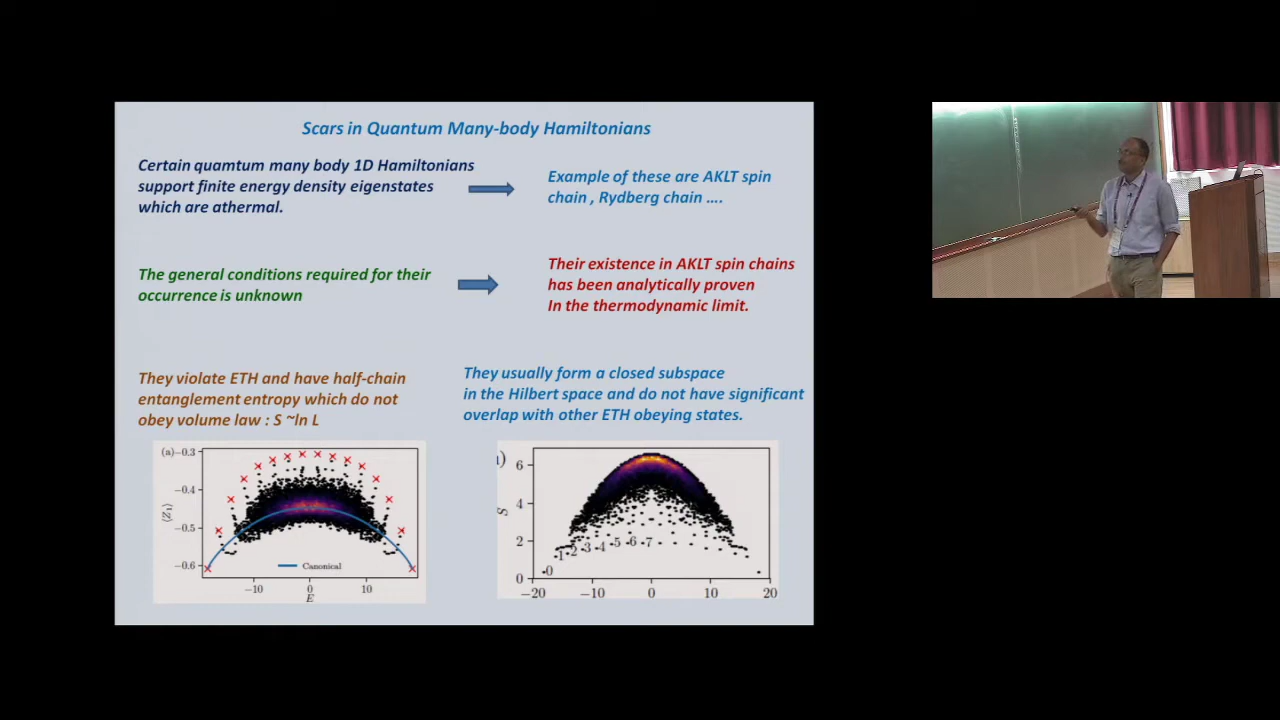 Scars in Quantum Many-body Hamiltonians
Certain quamtum many body 1D Hamiltonians
support finite energy density eigenstates
which are athermal.
Example of these are AKLT spin
chain , Rydberg chain ....
The general conditions required for their
occurrence is unknown
Their existence in AKLT spin chains
has been analytically proven
In the thermodynamic limit.
They violate ETH and have half-chain
entanglement entropy which do not
obey volume law : S ~ln L
They usually form a closed subspace
in the Hilbert space and do not have significant
overlap with other ETH obeying states.
(a)
−0.3
−0.4
−0.5
−0.6
⟨Z₁⟩
Canonical
−10 0 10
E
)
6
4
2
0
S
0 1 2 3 4 5 6 7
−20 −10 0 10 20